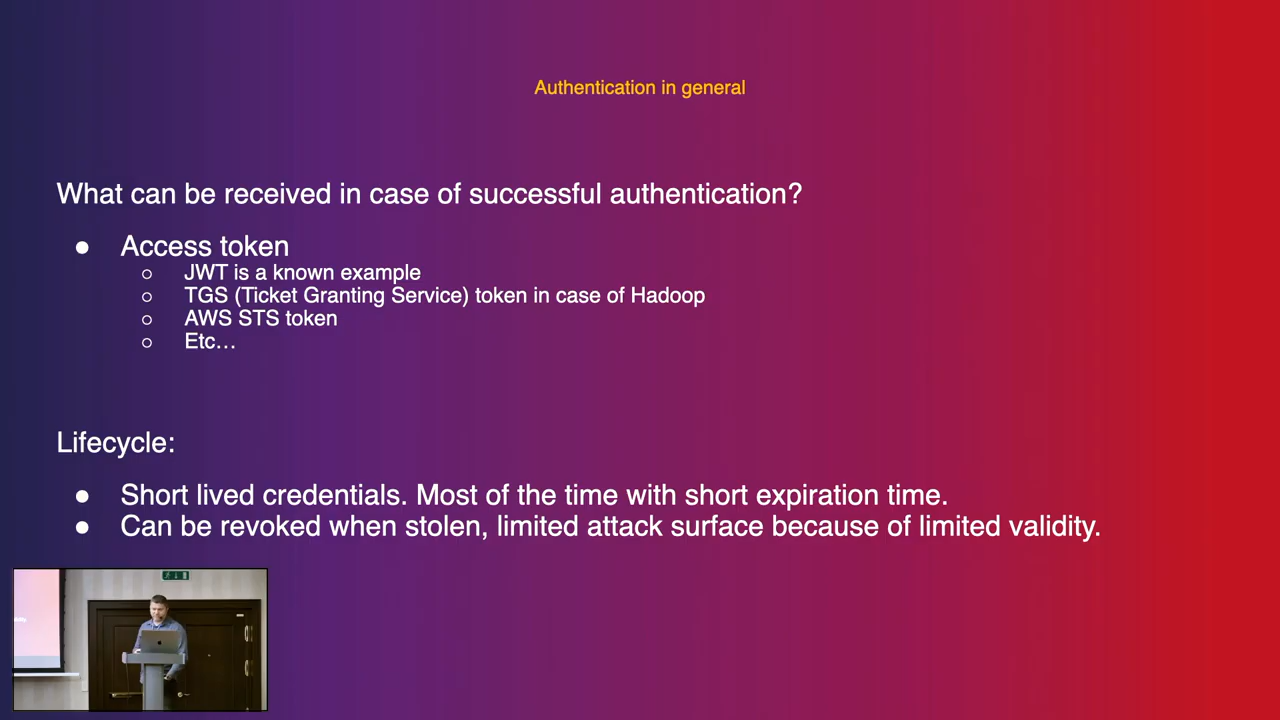 Authentication in general
What can be received in case of successful authentication?
● Access token
○ JWT is a known example
○ TGS (Ticket Granting Service) token in case of Hadoop
○ AWS STS token
○ Etc…
Lifecycle:
● Short lived credentials. Most of the time with short expiration time.
● Can be revoked when stolen, limited attack surface because of limited validity.